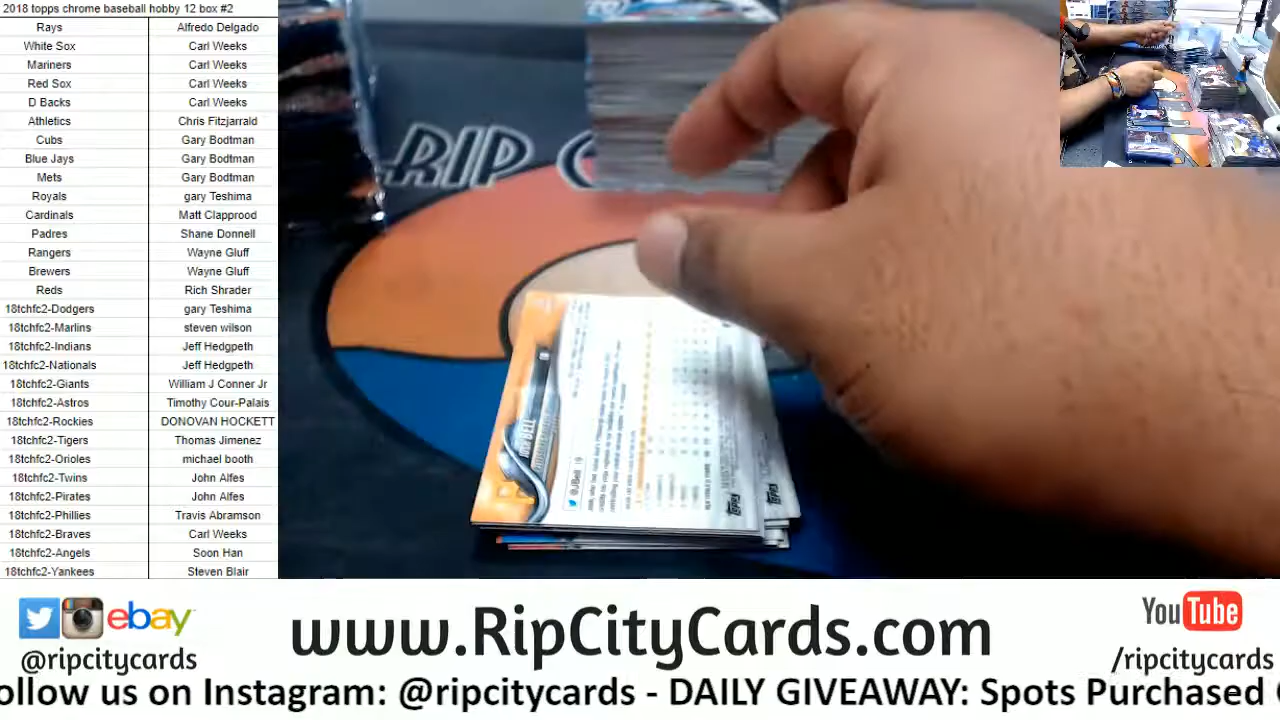 2018 topps chrome baseball hobby 12 box #2
Rays Alfredo Delgado
White Sox Carl Weeks
Mariners Carl Weeks
Red Sox Carl Weeks
D Backs Carl Weeks
Athletics Chris Fitzjarrald
Cubs Gary Bodtman
Blue Jays Gary Bodtman
Mets Gary Bodtman
Royals gary Teshima
Cardinals Matt Clapprood
Padres Shane Donnell
Rangers Wayne Gluff
Brewers Wayne Gluff
Reds Rich Shrader
18tchfc2-Dodgers gary Teshima
18tchfc2-Marlins steven wilson
18tchfc2-Indians Jeff Hedgpeth
18tchfc2-Nationals Jeff Hedgpeth
18tchfc2-Giants William J Conner Jr
18tchfc2-Astros Timothy Cour-Palais
18tchfc2-Rockies DONOVAN HOCKETT
18tchfc2-Tigers Thomas Jimenez
18tchfc2-Orioles michael booth
18tchfc2-Twins John Alfes
18tchfc2-Pirates John Alfes
18tchfc2-Phillies Travis Abramson
18tchfc2-Braves Carl Weeks
18tchfc2-Angels Soon Han
18tchfc2-Yankees Steven Blair
RIP
BELL
@JBell_19
TOPPS
TOPPS
ebay
@ripcitycards
www.RipCityCards.com
YouTube
/ripcitycards
ollow us on Instagram: @ripcitycards - DAILY GIVEAWAY: Spots Purchased